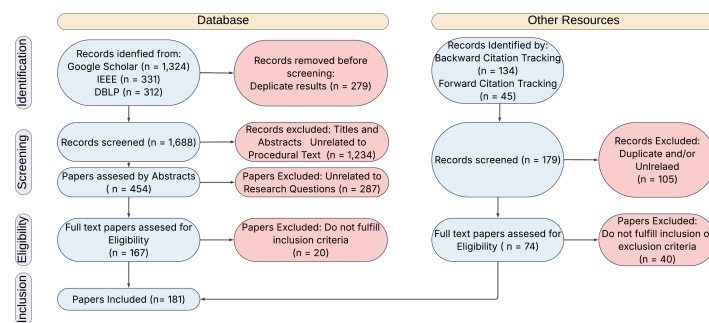 Database
Other Resources
Identification
Records idenfied from:
Google Scholar (n = 1,324)
IEEE (n = 331)
DBLP (n = 312)
Records removed before
screening:
Deplicate results (n = 279)
Records Identified by:
Backward Citation Tracking
(n = 134)
Forward Citation Tracking
(n = 45)
Screening
Records screened (n = 1,688)
Records excluded: Titles and
Abstracts Unrelated to
Procedural Text (n = 1,234)
Papers assesed by Abstracts
( n = 454)
Papers Excluded: Unrelated to
Research Questions (n = 287)
Records screened (n = 179)
Records Excluded:
Duplicate and/or
Unlrelaed
(n = 105)
Eligibility
Full text papers assesed for
Eligibility
(n = 167)
Papers Excluded: Do not fulfill
inclusion criteria
(n = 20)
Full text papers assesed for
Eligibility ( n = 74)
Papers Excluded:
Do not fulfill inclusion o
exclusion criteria
(n = 40)
Inclusion
Papers Included (n= 181)